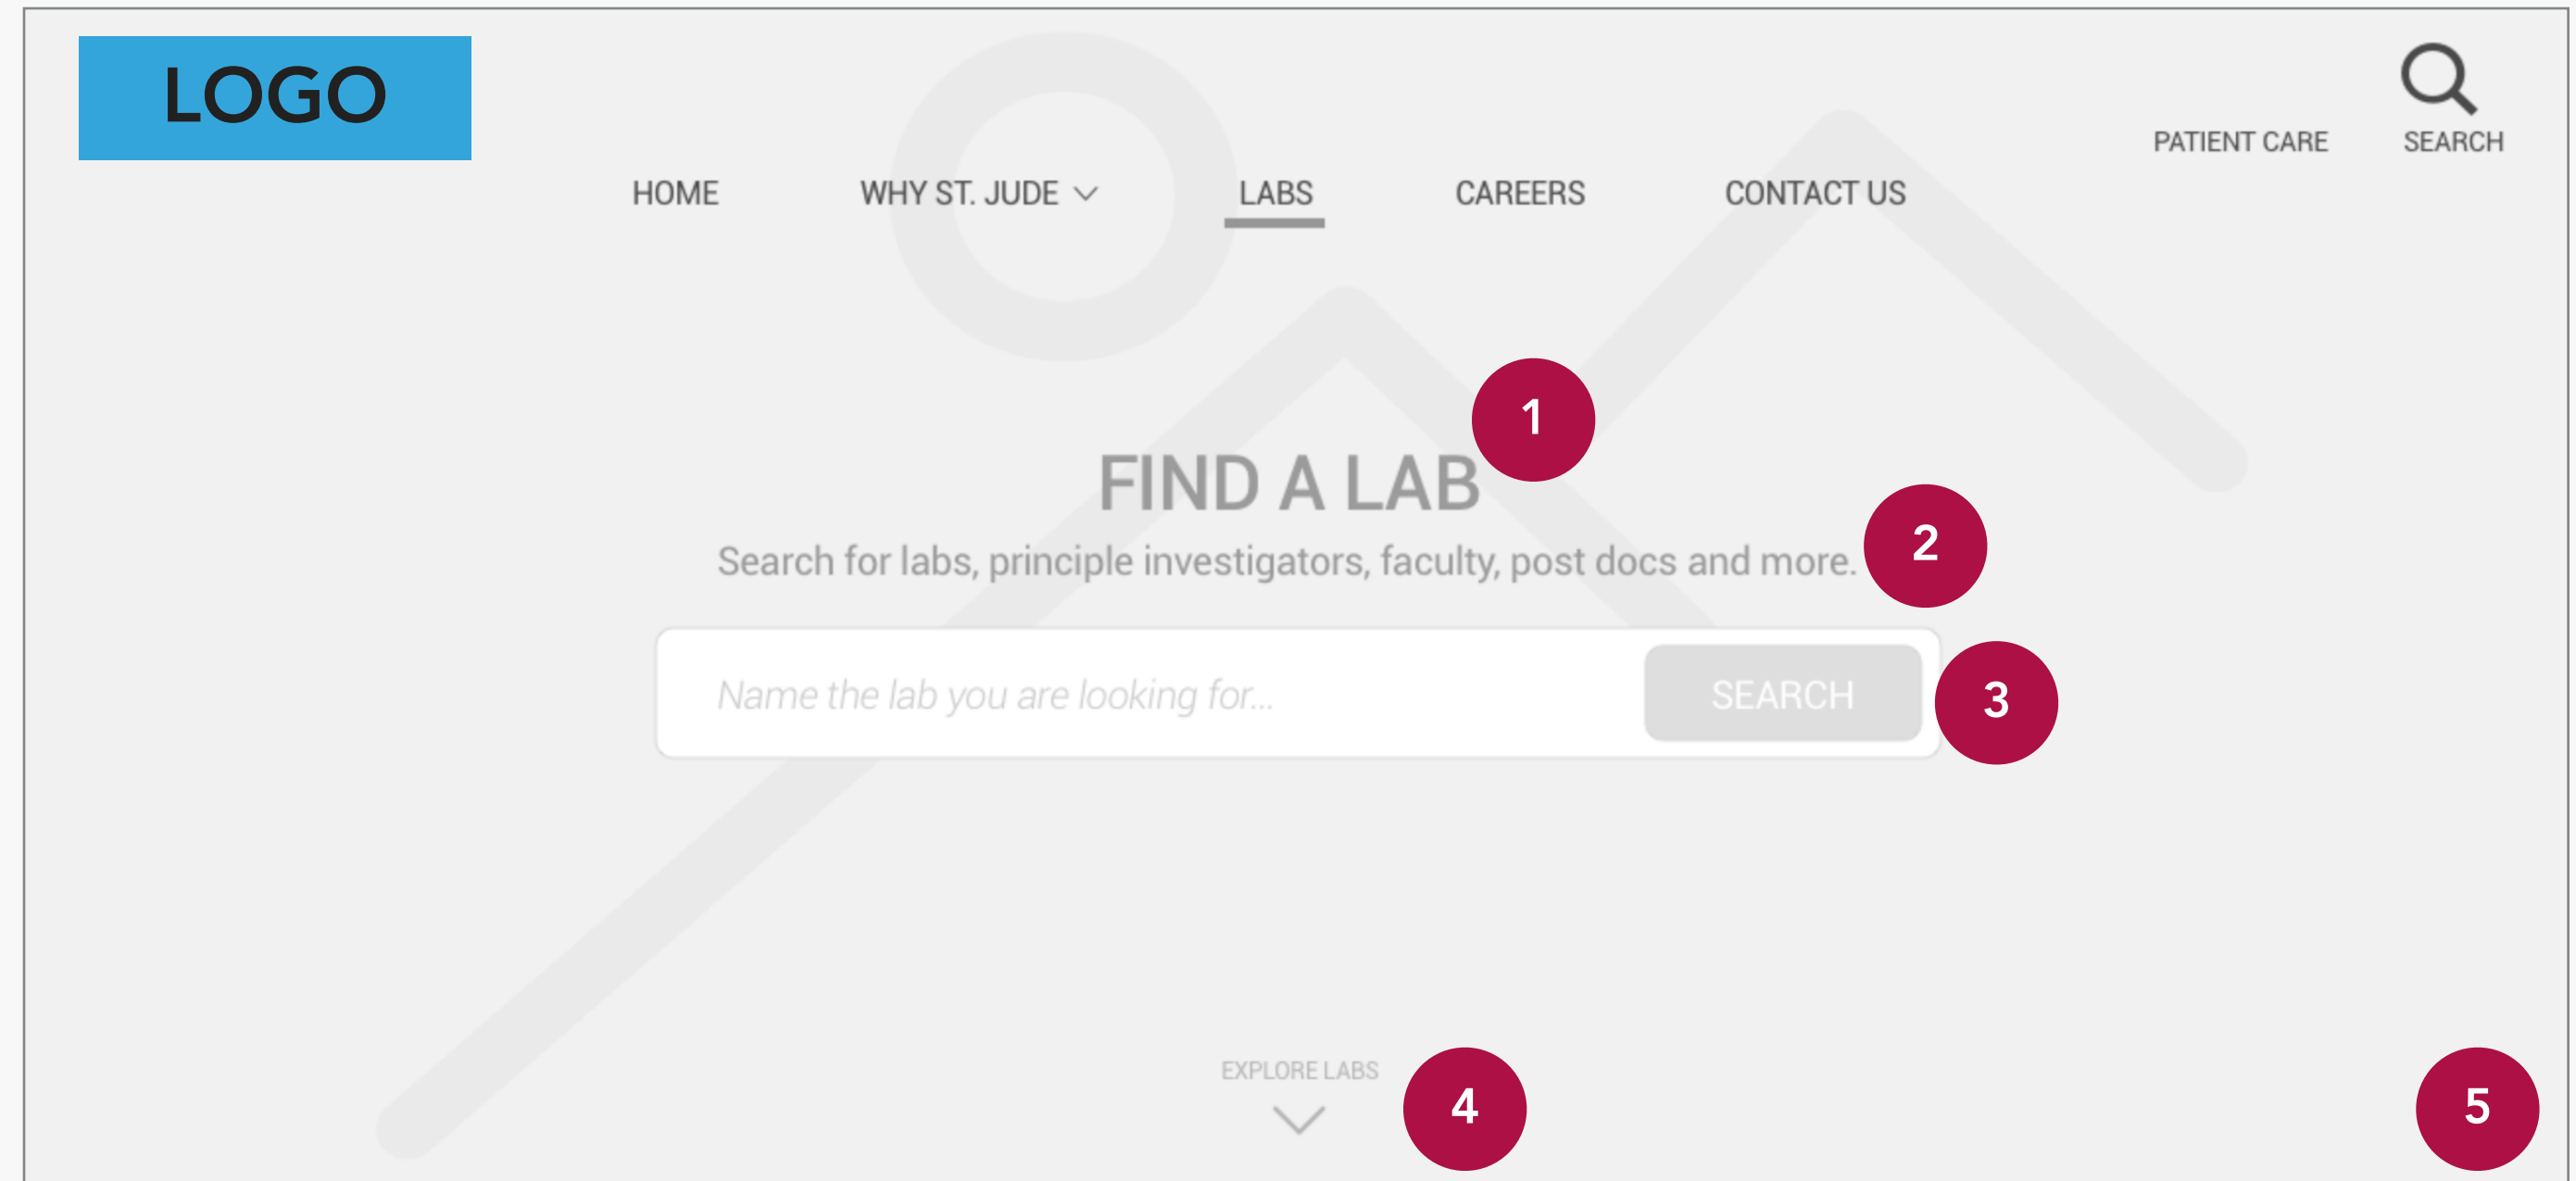 LOGO
PATIENT CARE
SEARCH
HOME
WHY ST. JUDE
LABS
CAREERS
CONTACT US
1
FIND A LAB
2
Search for labs, principle investigators, faculty, post docs and more.
Name the lab you are looking for...
SEARCH
3
EXPLORE LABS
4
5